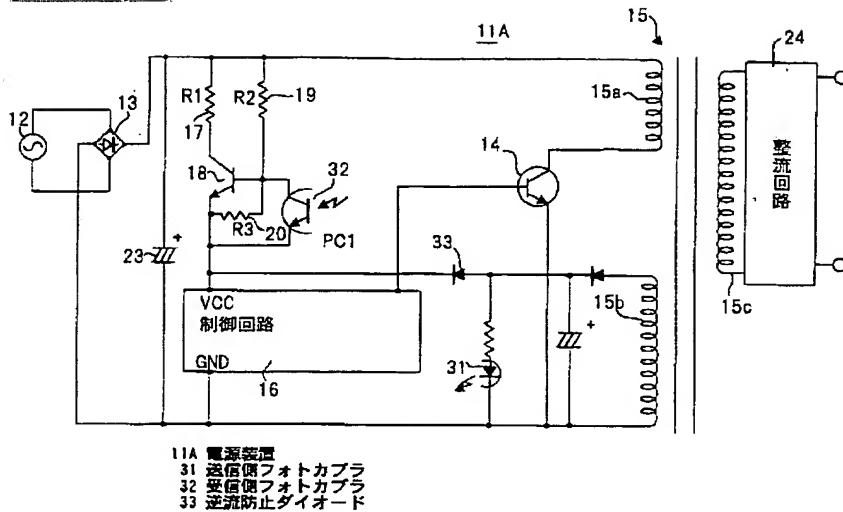 11A
15
24
R1
R2
19
15a
13
12
17
14
整流回路
18
32
R3
20
PC1
33
23
VCC
制御回路
15b
15c
GND
16
31
11A 電源装置
31 送信側フォトカプラ
32 受信側フォトカプラ
33 逆流防止ダイオード